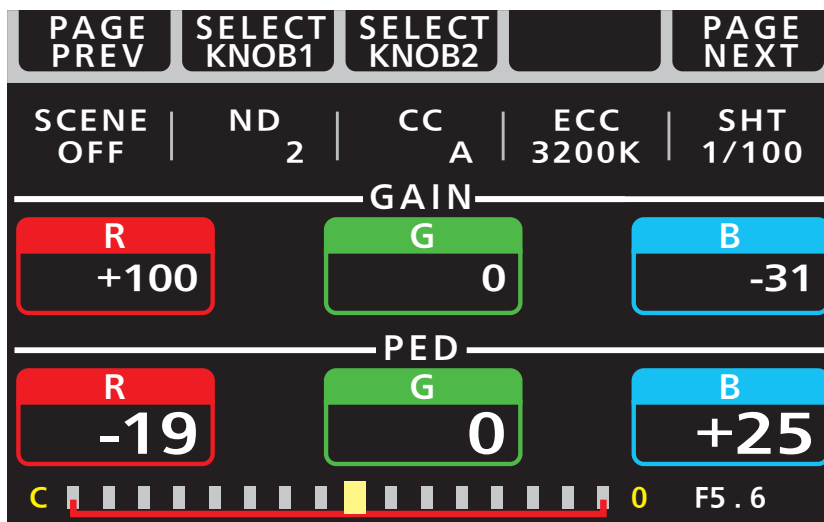 PAGE PREV SELECT KNOB1 SELECT KNOB2 PAGE NEXT
SCENE OFF ND 2 CC A ECC 3200K SHT 1/100
GAIN
R G B
+100 0 -31
PED
R G B
-19 0 +25
C 0 F5.6